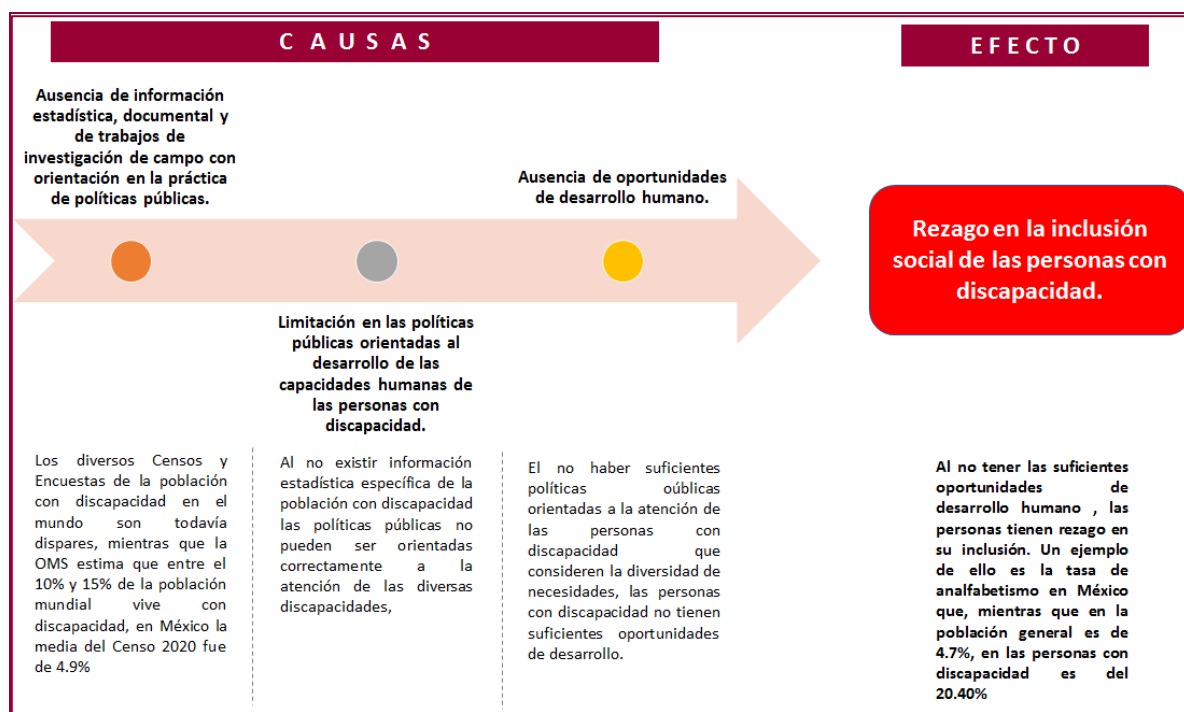 CAUSAS
EFECTO
Ausencia de información
estadística, documental y
de trabajos de
investigación de campo con
orientación en la práctica
de políticas públicas.
Ausencia de oportunidades
de desarrollo humano.
Rezago en la inclusión
social de las personas con
discapacidad.
Limitación en las políticas
públicas orientadas al
desarrollo de las
capacidades humanas de
las personas con
discapacidad.
Los diversos Censos y
Encuestas de la población
con discapacidad en el
mundo son todavía
dispares, mientras que la
OMS estima que entre el
10% y 15% de la población
mundial vive con
discapacidad, en México la
media del Censo 2020 fue
de 4.9%
Al no existir información
estadística específica de la
población con discapacidad
las políticas públicas no
pueden ser orientadas
correctamente a la
atención de las diversas
discapacidades,
El no haber suficientes
políticas oúblicas
orientadas a la atención de
las personas con
discapacidad que
consideren la diversidad de
necesidades, las personas
con discapacidad no tienen
suficientes oportunidades
de desarrollo.
Al no tener las suficientes
oportunidades de
desarrollo humano , las
personas tienen rezago en
su inclusión. Un ejemplo
de ello es la tasa de
analfabetismo en México
que, mientras que en la
población general es de
4.7%, en las personas con
discapacidad es del
20.40%